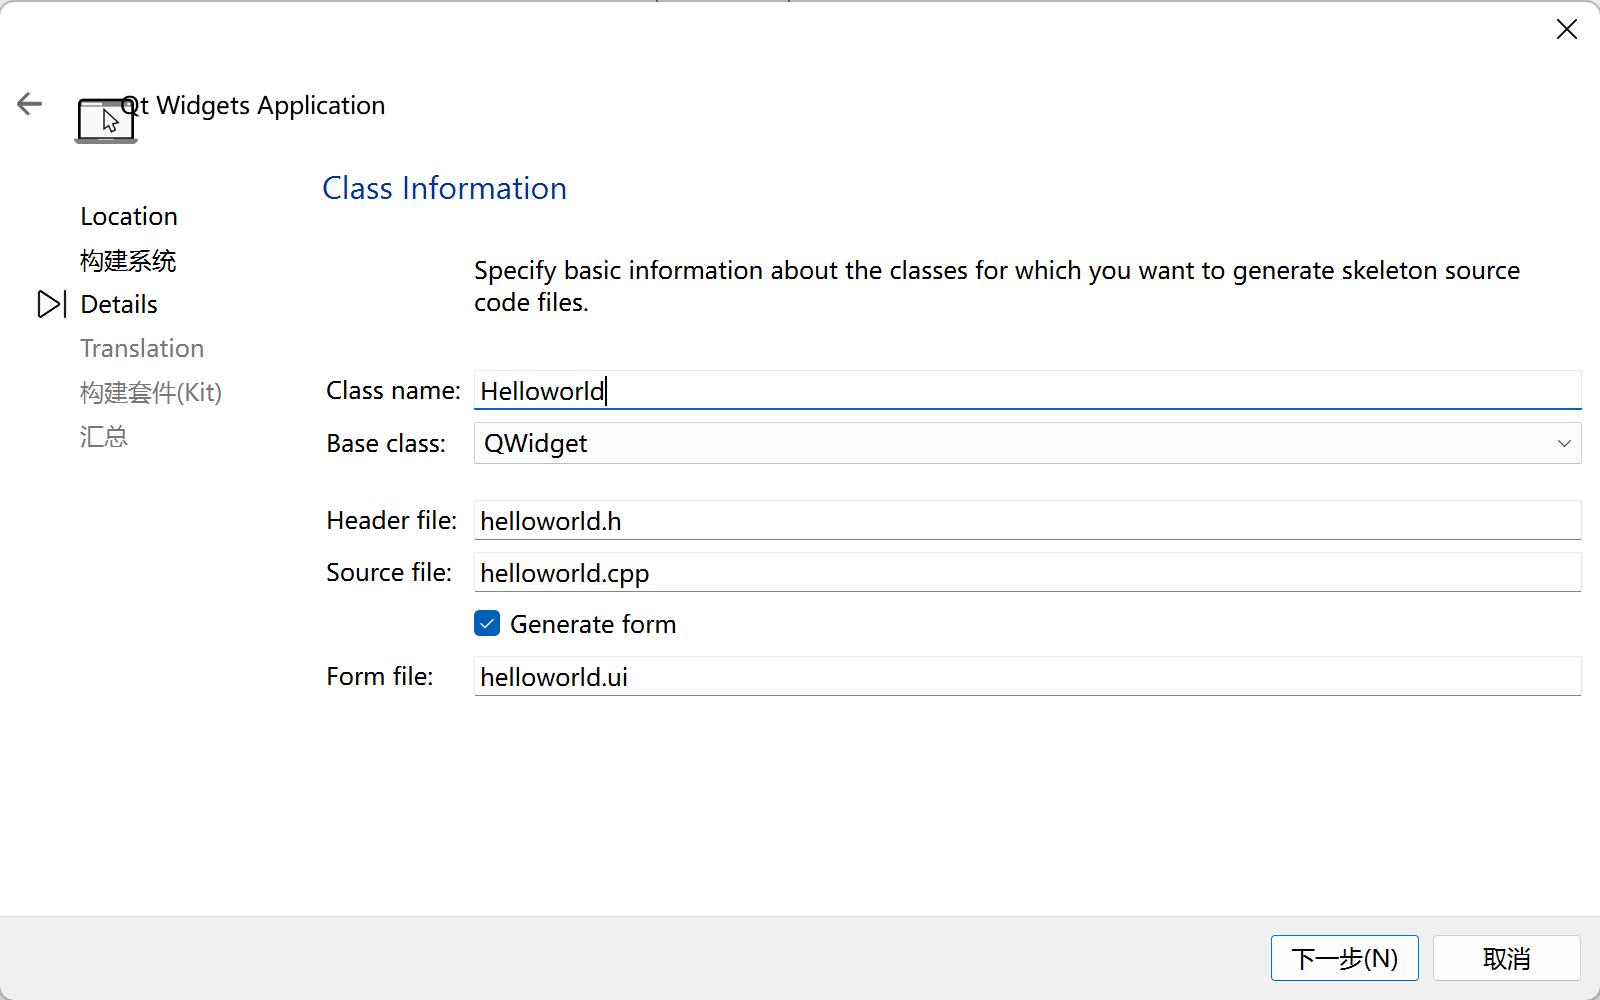 Qt Widgets Application
Location
构建系统
Details
Translation
构建套件(Kit)
汇总
Class Information
Specify basic information about the classes for which you want to generate skeleton source
code files.
Class name: Helloworld
Base class: QWidget
Header file: helloworld.h
Source file: helloworld.cpp
Generate form
Form file: helloworld.ui
下一步(N) 取消